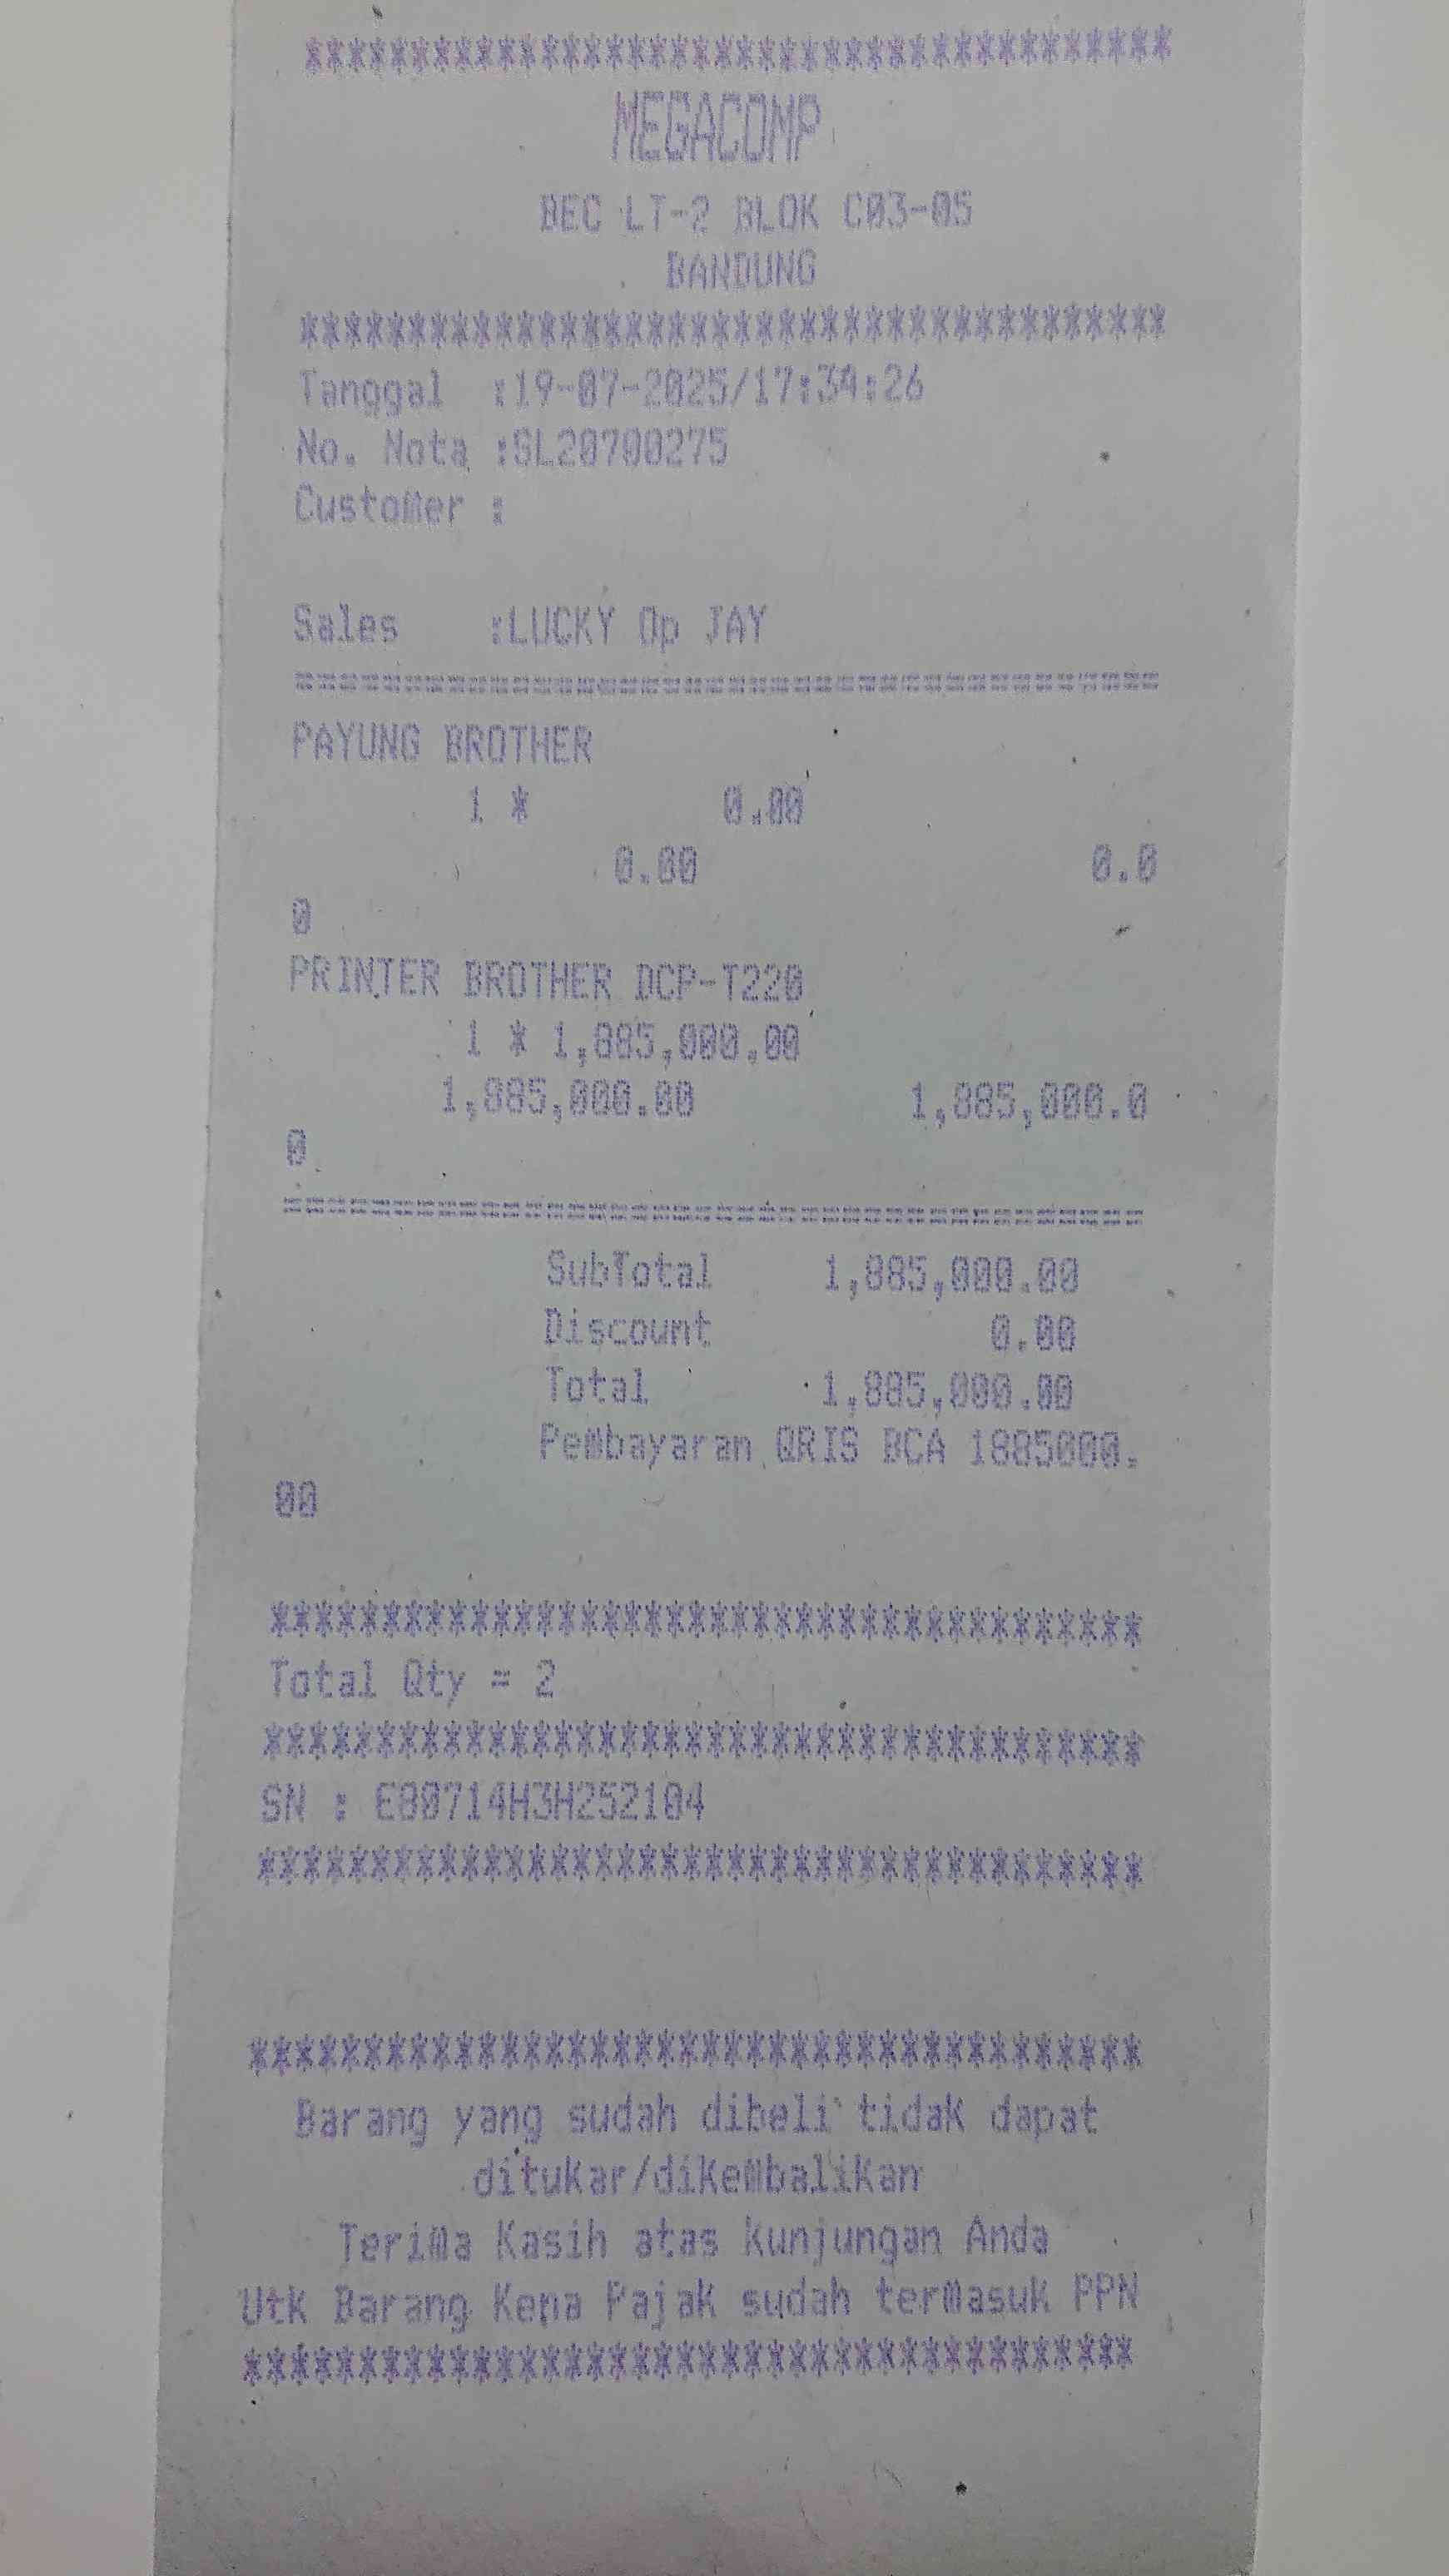 ****************************************
MEGACOMP
BEC LT-2 BLOK C03-05
BANDUNG
****************************************
Tanggal :19-07-2025/17:34:26
No. Nota :SL20700275
Customer :
Sales :LUCKY Op JAY
========================================
PAYUNG BROTHER
1 * 0.00
0.00 0.0
0
PRINTER BROTHER DCP-T220
1 * 1,885,000.00
1,885,000.00 1,885,000.0
0
========================================
SubTotal 1,885,000.00
Discount 0.00
Total 1,885,000.00
Pembayaran QRIS BCA 1885000.
00
****************************************
Total Qty = 2
****************************************
SN : E80714H3H252104
****************************************
****************************************
Barang yang sudah dibeli tidak dapat
ditukar/dikembalikan
Terima Kasih atas kunjungan Anda
Utk Barang Kena Pajak sudah termasuk PPN
****************************************